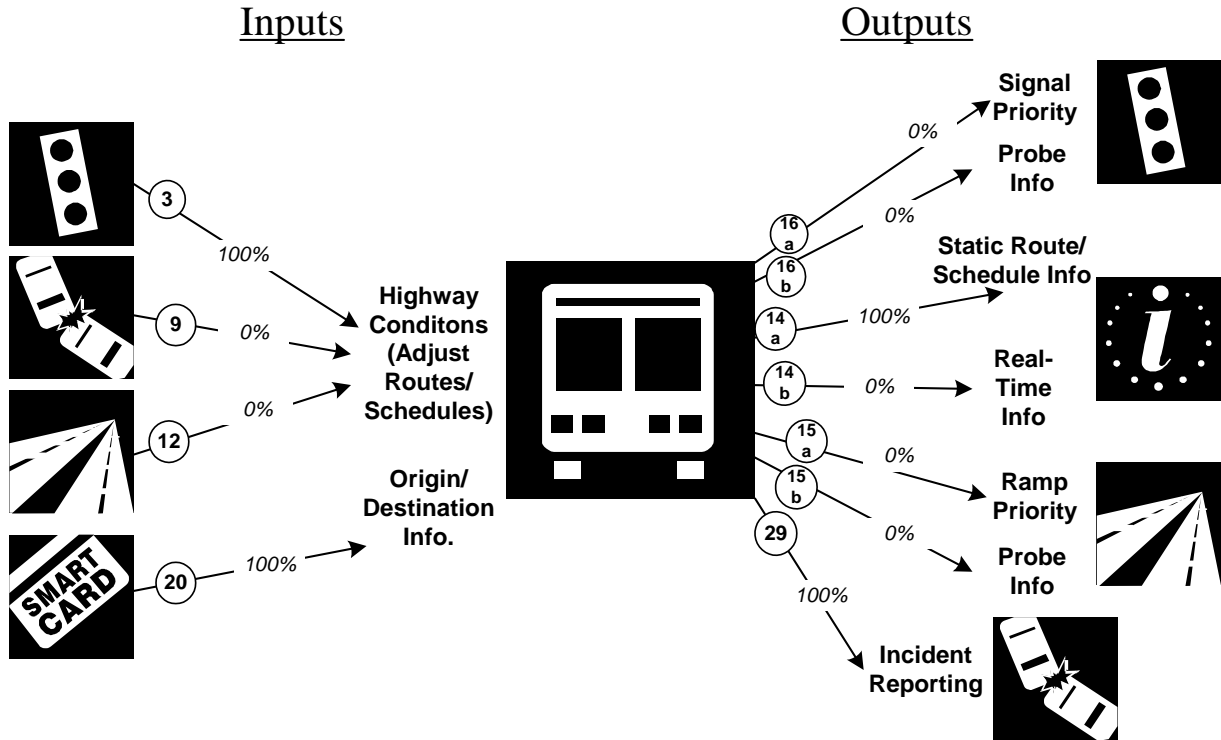 Inputs
Outputs
3
100%
9
0%
12
0%
SMART
CARD
20
100%
Highway
Conditons
(Adjust
Routes/
Schedules)
Origin/
Destination
Info.
16
a
0%
Signal
Priority
16
b
0%
Probe
Info
14
a
100%
Static Route/
Schedule Info
i
14
b
0%
Real-
Time
Info
15
a
0%
Ramp
Priority
15
b
0%
Probe
Info
29
100%
Incident
Reporting